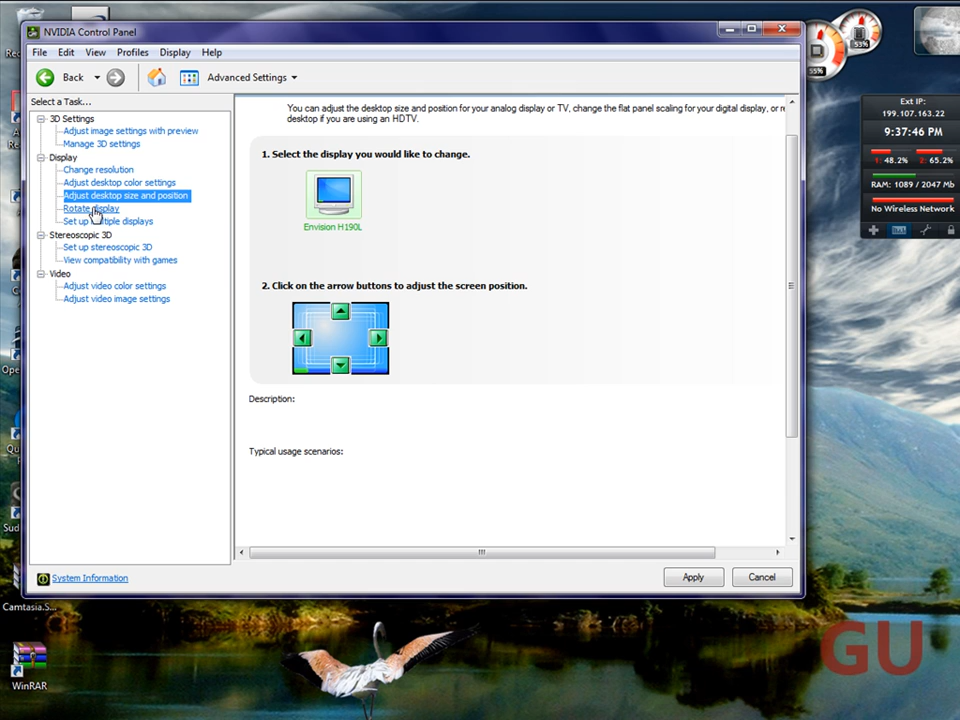 NVIDIA Control Panel
File Edit View Profiles Display Help
Back
Advanced Settings
Select a Task...
3D Settings
Adjust image settings with preview
Manage 3D settings
Display
Change resolution
Adjust desktop color settings
Adjust desktop size and position
Rotate display
Set up multiple displays
Stereoscopic 3D
Set up stereoscopic 3D
View compatibility with games
Video
Adjust video color settings
Adjust video image settings
System Information
You can adjust the desktop size and position for your analog display or TV, change the flat panel scaling for your digital display, or
desktop if you are using an HDTV.
1. Select the display you would like to change.
Envision H190L
2. Click on the arrow buttons to adjust the screen position.
Description:
Typical usage scenarios:
Apply
Cancel
53%
55%
Ext IP:
199.107.163.22
9:37:46 PM
1: 48.2% 2: 65.2%
RAM: 1089 / 2047 Mb
No Wireless Network
Camtasia.S...
WinRAR
GU